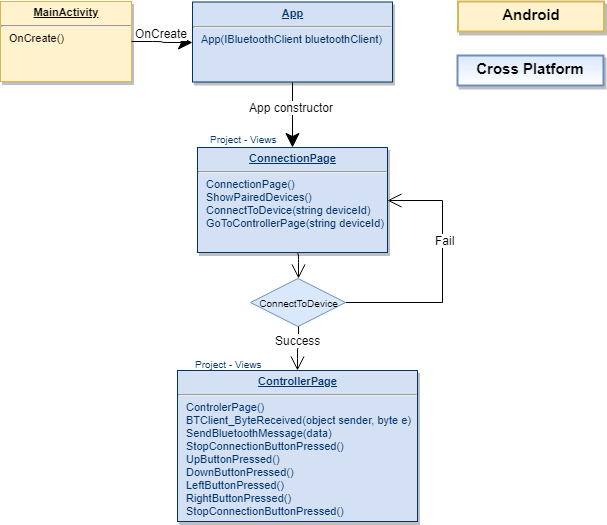 MainActivity
OnCreate()
OnCreate
App
App(IBluetoothClient bluetoothClient)
Android
Cross Platform
App constructor
Project - Views
ConnectionPage
ConnectionPage()
ShowPairedDevices()
ConnectToDevice(string deviceId)
GoToControllerPage(string deviceId)
Fail
ConnectToDevice
Success
Project - Views
ControllerPage
ControlerPage()
BTClient_ByteReceived(object sender, byte e)
SendBluetoothMessage(data)
StopConnectionButtonPressed()
UpButtonPressed()
DownButtonPressed()
LeftButtonPressed()
RightButtonPressed()
StopConnectionButtonPressed()